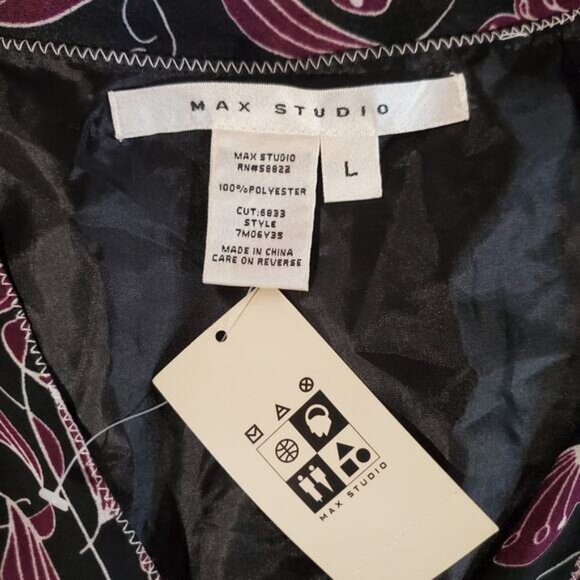 MAX STUDIO
MAX STUDIO
RN#58822
100%POLYESTER
CUT:6833
STYLE
7M06Y35
MADE IN CHINA
CARE ON REVERSE
L
MAX STUDIO